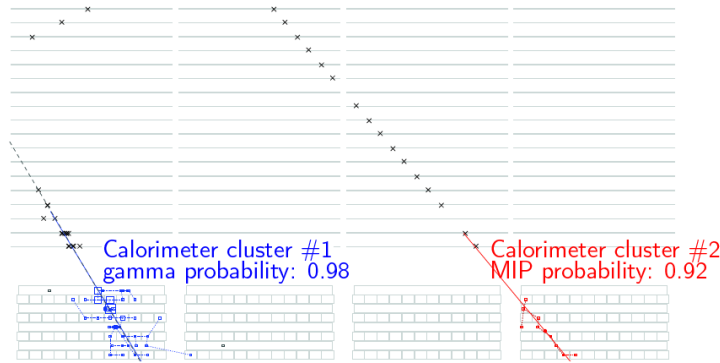 Calorimeter cluster #1
gamma probability: 0.98
Calorimeter cluster #2
MIP probability: 0.92